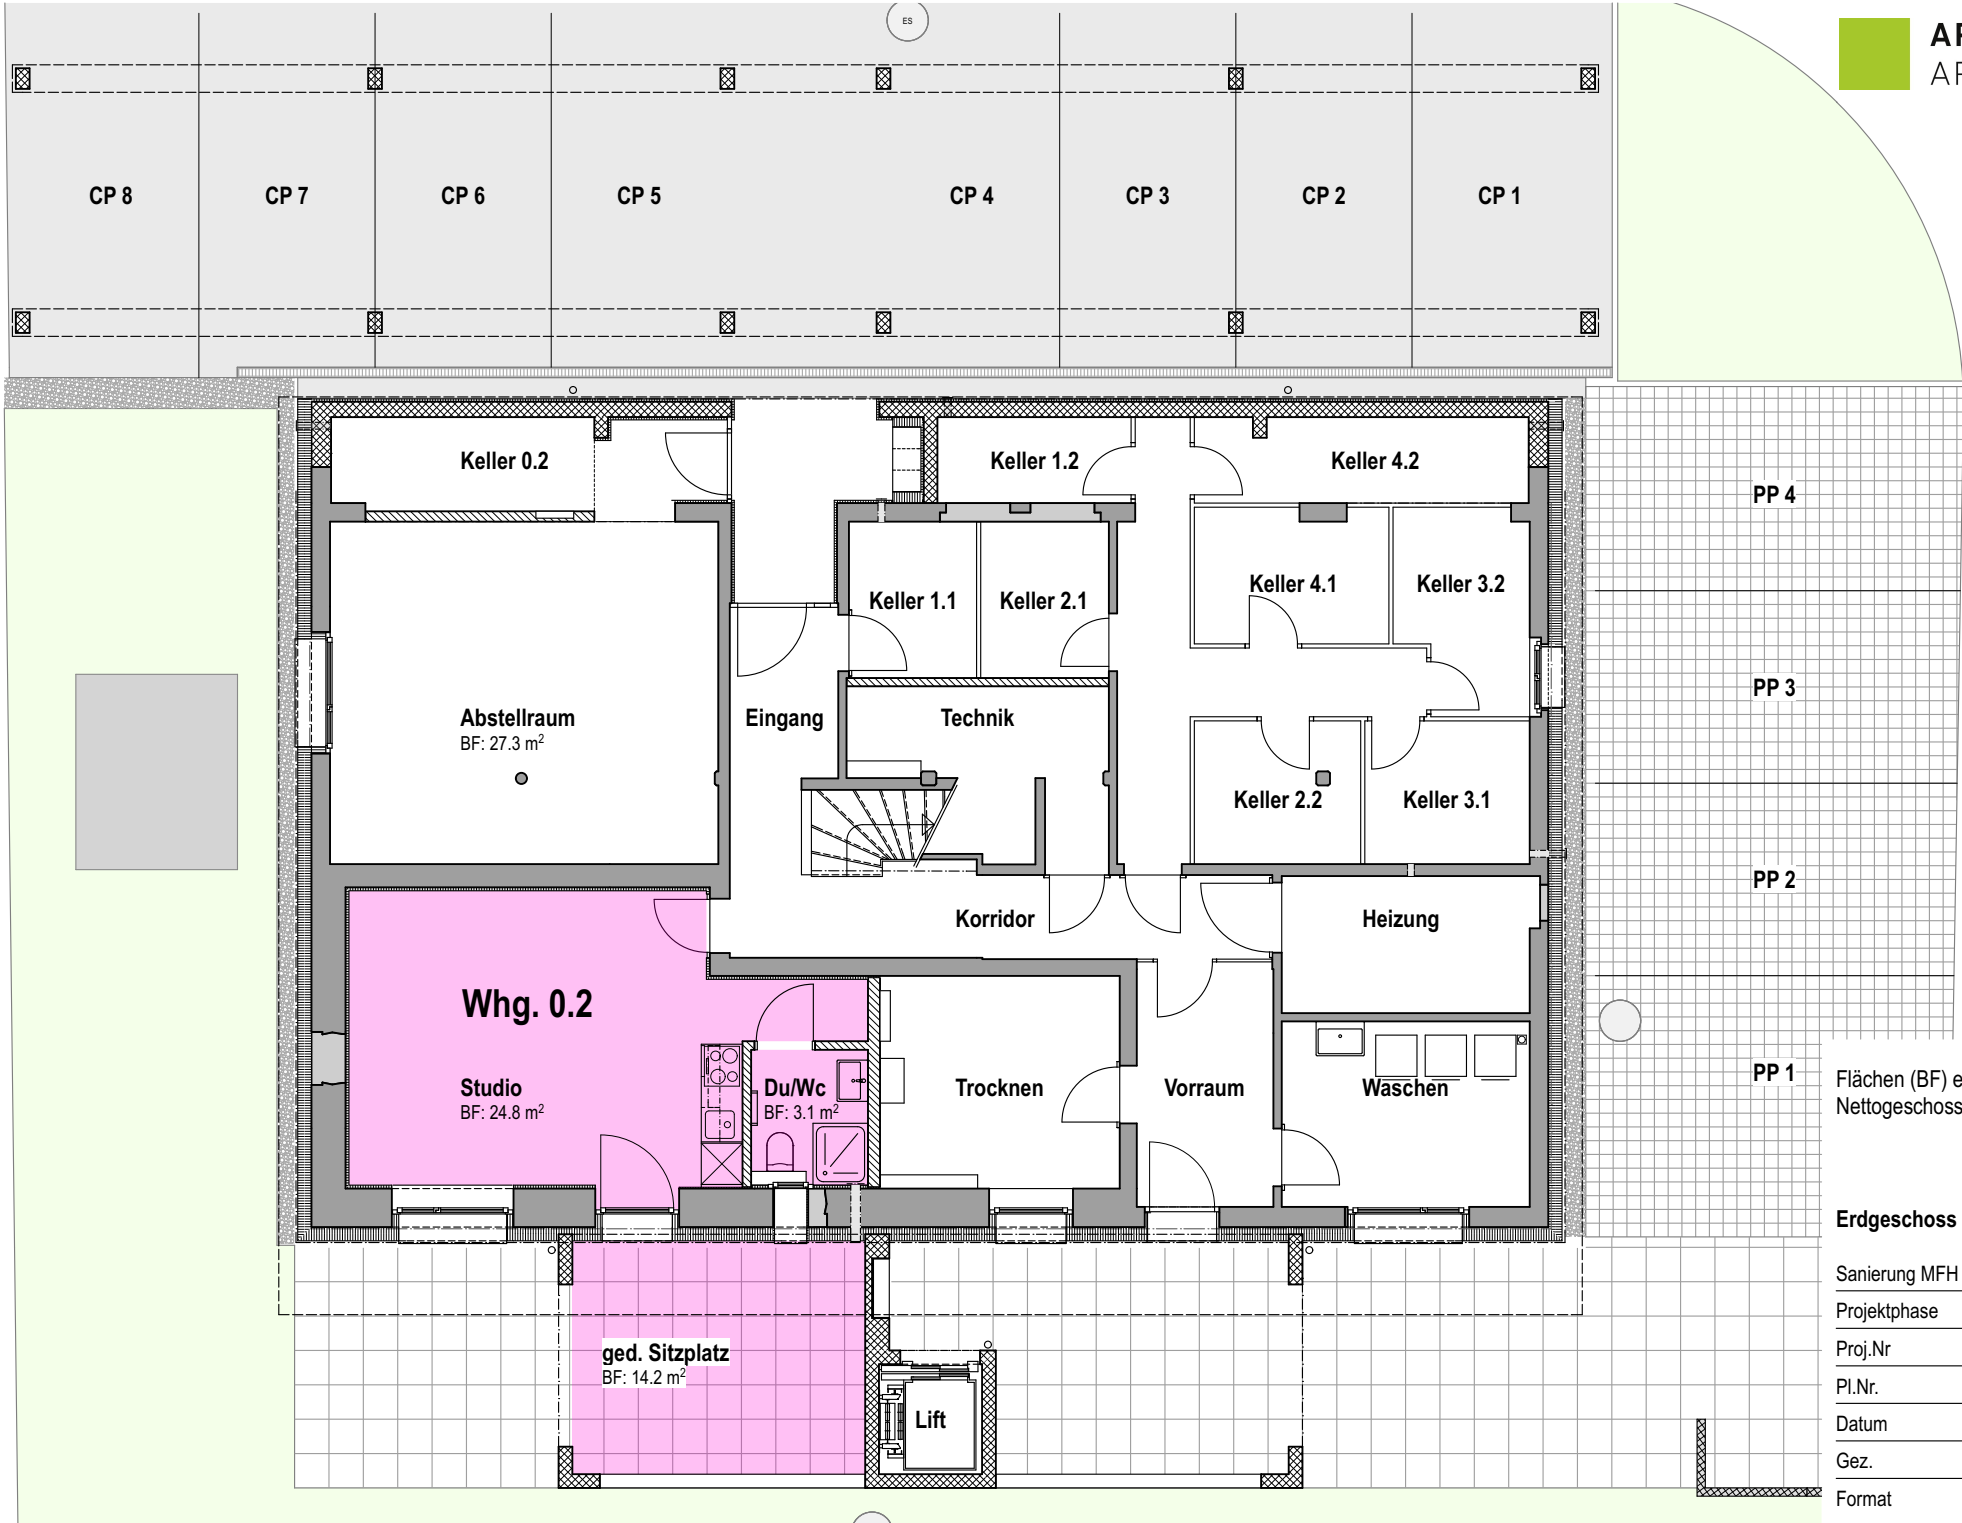 ES
CP 8
CP 7
CP 6
CP 5
CP 4
CP 3
CP 2
CP 1
Keller 0.2
Keller 1.2
Keller 4.2
PP 4
Keller 1.1
Keller 2.1
Keller 4.1
Keller 3.2
PP 3
Abstellraum
BF: 27.3 m²
Eingang
Technik
Keller 2.2
Keller 3.1
PP 2
Korridor
Heizung
Whg. 0.2
Studio
BF: 24.8 m²
Du/Wc
BF: 3.1 m²
Trocknen
Vorraum
Waschen
PP 1
Flächen (BF) e
Nettogeschoss
Erdgeschoss
Sanierung MFH
Projektphase
Proj.Nr
Pl.Nr.
Datum
Gez.
Format
ged. Sitzplatz
BF: 14.2 m²
Lift